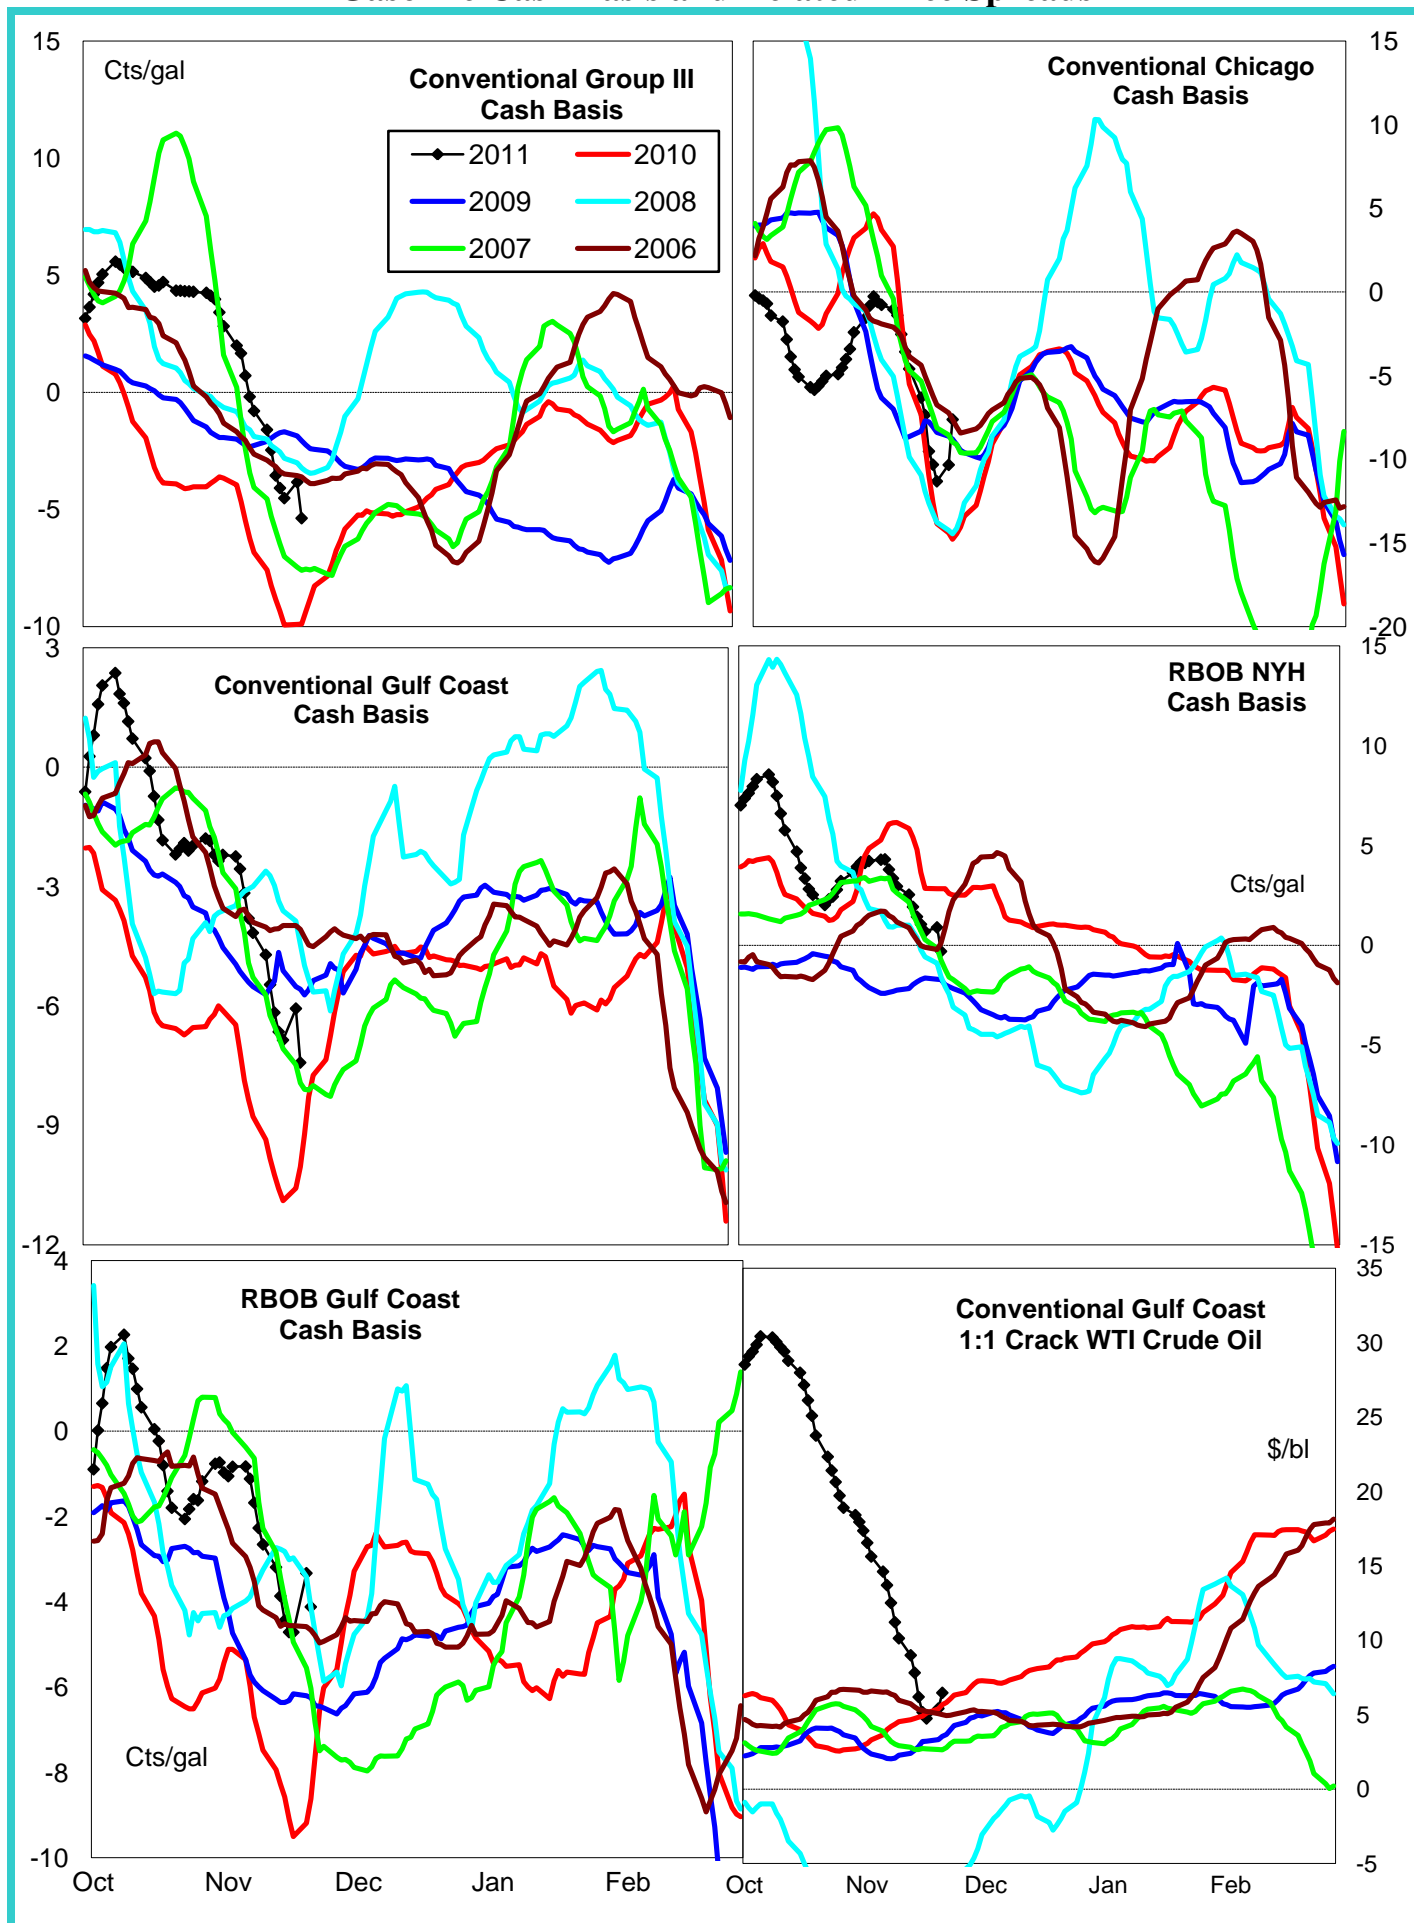 15
10
5
0
-5
-10
Cts/gal
Conventional Group III
Cash Basis
2011 2010
2009 2008
2007 2006
Conventional Chicago
Cash Basis
15
10
5
0
-5
-10
-15
-20
3
0
-3
-6
-9
-12
Conventional Gulf Coast
Cash Basis
RBOB NYH
Cash Basis
Cts/gal
15
10
5
0
-5
-10
-15
4
2
0
-2
-4
-6
-8
-10
RBOB Gulf Coast
Cash Basis
Cts/gal
Oct Nov Dec Jan Feb
Conventional Gulf Coast
1:1 Crack WTI Crude Oil
$/bl
35
30
25
20
15
10
5
0
-5
Oct Nov Dec Jan Feb